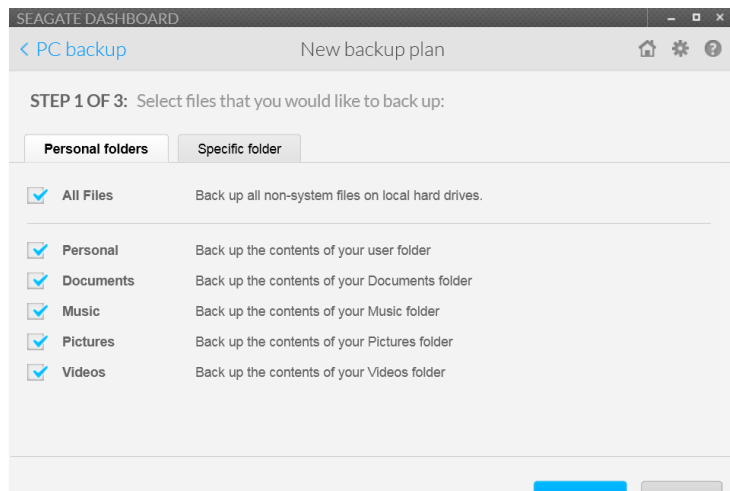 SEAGATE DASHBOARD
PC backup New backup plan
STEP 1 OF 3: Select files that you would like to back up:
Personal folders Specific folder
All Files Back up all non-system files on local hard drives.
Personal Back up the contents of your user folder
Documents Back up the contents of your Documents folder
Music Back up the contents of your Music folder
Pictures Back up the contents of your Pictures folder
Videos Back up the contents of your Videos folder